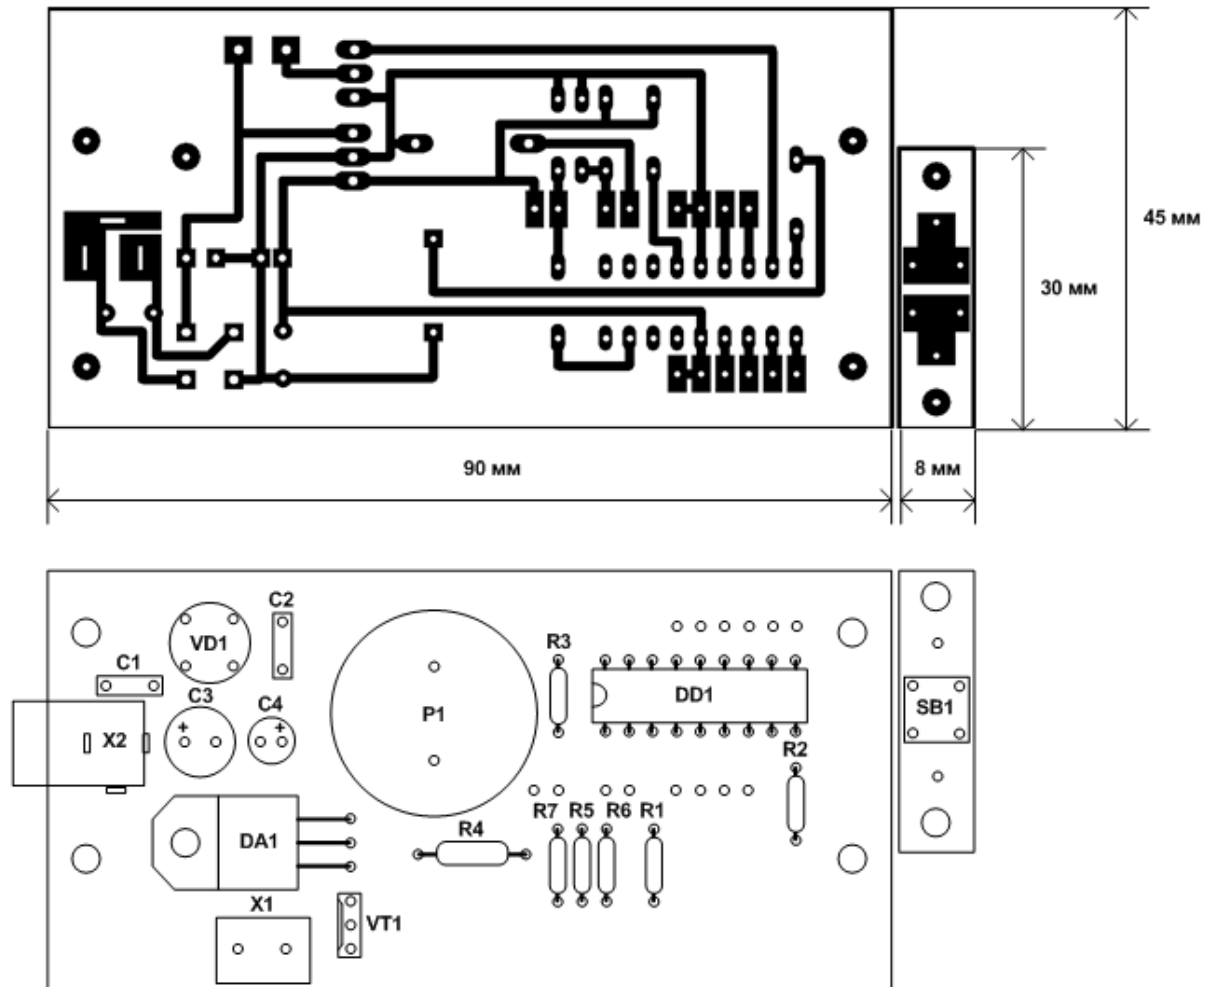 45 мм
30 мм
90 мм
8 мм
C2
VD1
R3
C1
C3
C4
DD1
P1
X2
SB1
R2
R7 R5 R6 R1
R4
DA1
X1
VT1
+
+